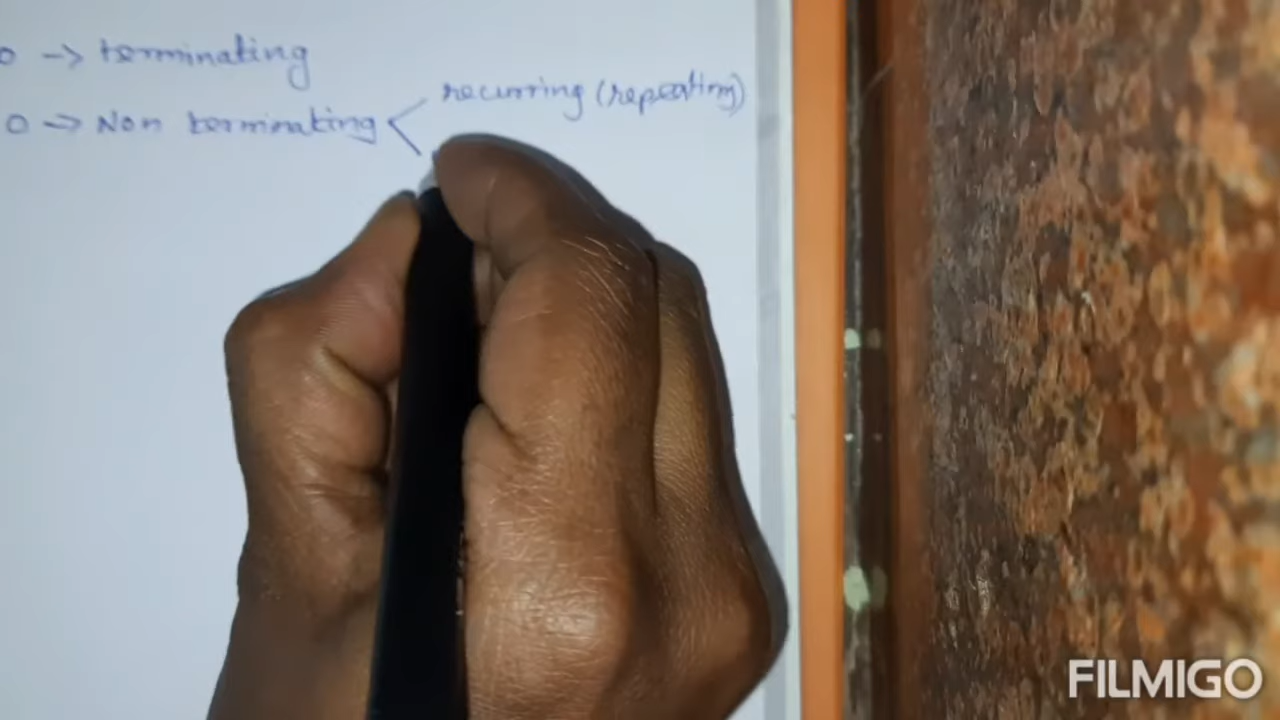 0 -> terminating
recurring (repeating)
0 -> Non terminating <
FILMIGO